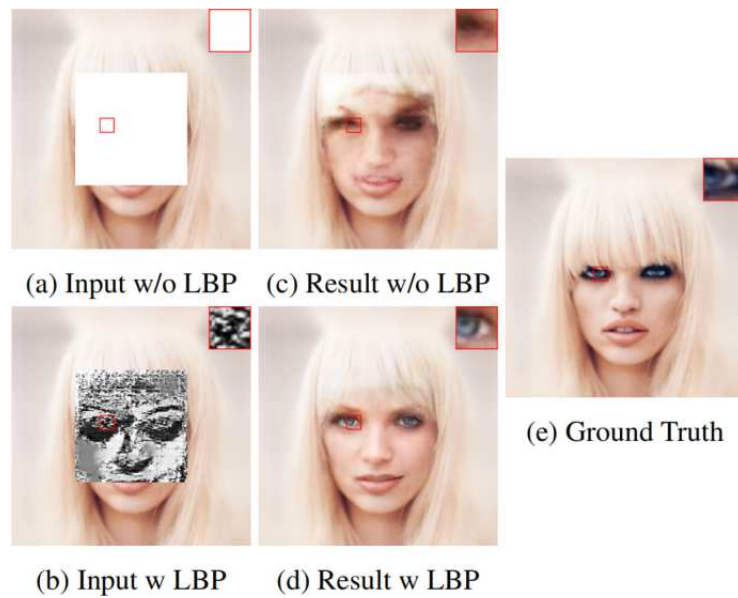 (a) Input w/o LBP
(c) Result w/o LBP
(b) Input w LBP
(d) Result w LBP
(e) Ground Truth